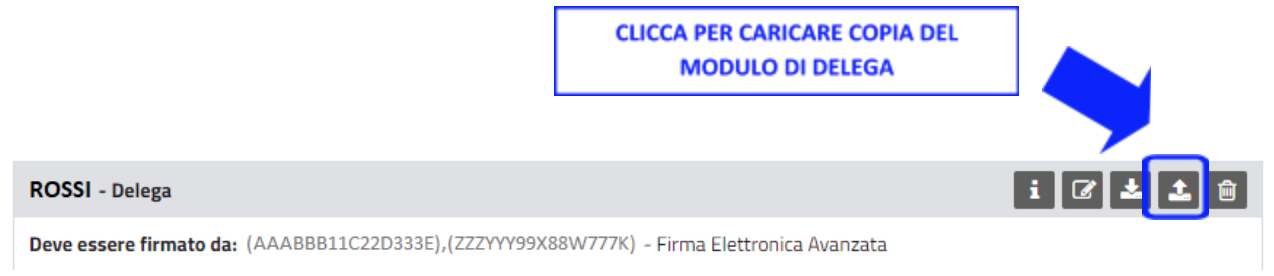 CLICCA PER CARICARE COPIA DEL
MODULO DI DELEGA
ROSSI - Delega
Deve essere firmato da: (AAABBB11C22D333E),(ZZZYYY99X88W777K) - Firma Elettronica Avanzata